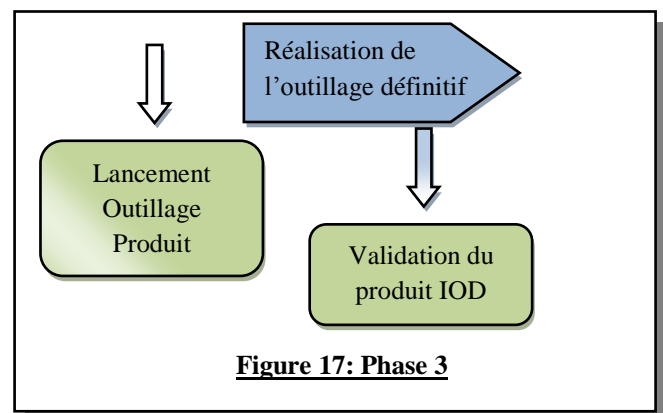 Réalisation de
l'outillage définitif
Lancement
Outillage
Produit
Validation du
produit IOD
Figure 17: Phase 3